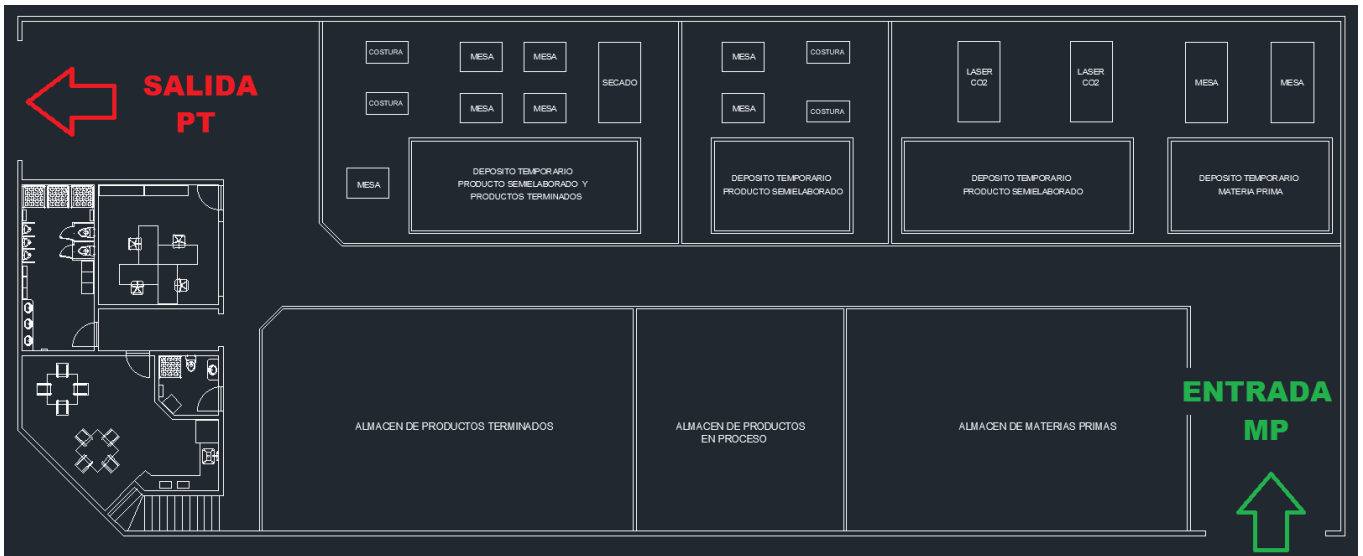 SALIDA
PT
COSTURA
COSTURA
MESA
MESA
MESA
MESA
MESA
SECADO
MESA
DEPOSITO TEMPORARIO
PRODUCTO SEMIELABORADO Y
PRODUCTOS TERMINADOS
MESA
MESA
COSTURA
COSTURA
DEPOSITO TEMPORARIO
PRODUCTO SEMIELABORADO
LASER
CO2
LASER
CO2
DEPOSITO TEMPORARIO
PRODUCTO SEMIELABORADO
MESA
MESA
DEPOSITO TEMPORARIO
MATERIA PRIMA
ALMACEN DE PRODUCTOS TERMINADOS
ALMACEN DE PRODUCTOS
EN PROCESO
ALMACEN DE MATERIAS PRIMAS
ENTRADA
MP